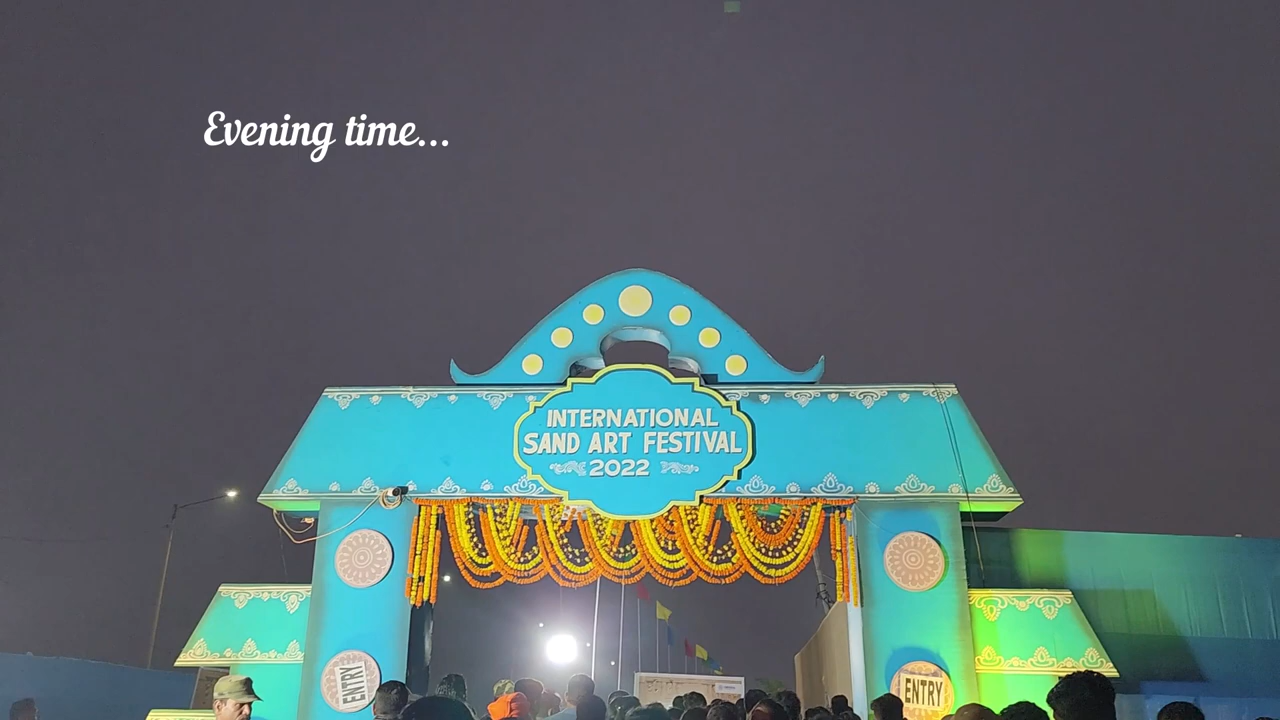 Evening time...
INTERNATIONAL
SAND ART FESTIVAL
2022
ENTRY
ENTRY